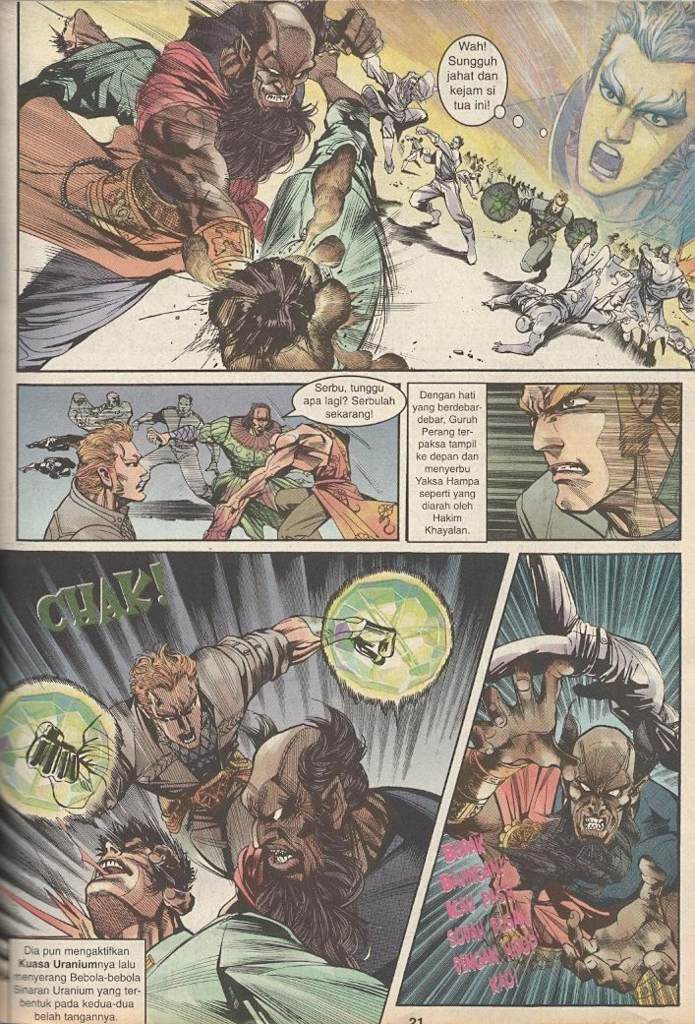 Wah!
Sungguh
jahat dan
kejam si
tua ini!
Serbu, tunggu
apa lagi? Serbulah
sekarang!
Dengan hati
yang berdebar-
debar, Guruh
Perang ter-
paksa tampil
ke depan dan
menyerbu
Yaksa Hampa
seperti yang
diarah oleh
Hakim
Khayalan.
CHAK!
Dia pun mengaktifkan
Kuasa Uraniumnya lalu
menyerang Bebola-bebola
Sinaran Uranium yang ter-
bentuk pada kedua-dua
belah tangannya.
SUDAH
DENGAN
KAU!
21